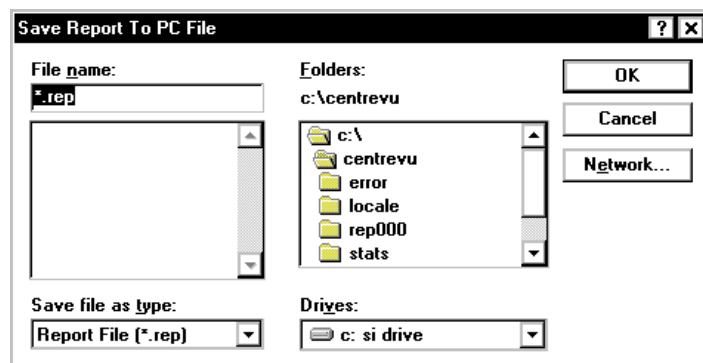 Save Report To PC File
File name:
*.rep
Folders:
c:\centrevu
c:\
centrevu
error
locale
rep000
stats
OK
Cancel
Network...
Save file as type:
Report File (*.rep)
Drives:
c: si drive